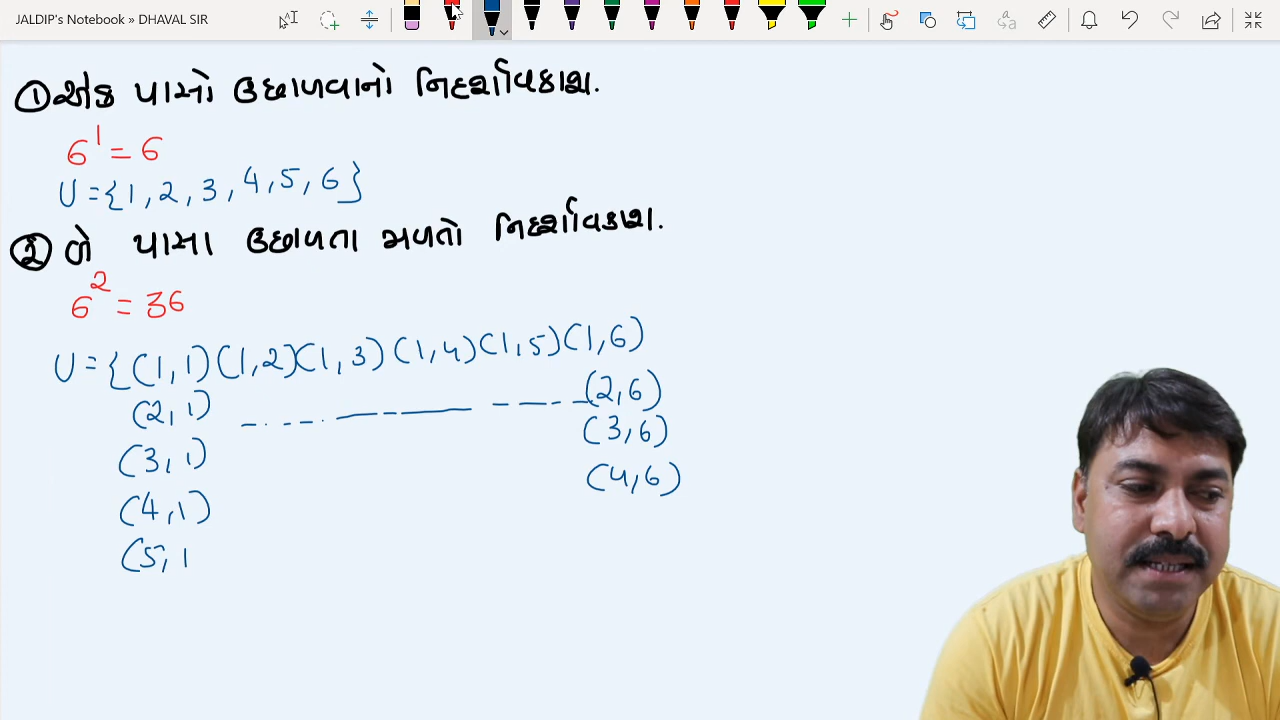 JALDIP's Notebook » DHAVAL SIR
① એક પાસો ઉછાળવાનો નિદર્શાવકાશ.
6¹ = 6
U = {1, 2, 3, 4, 5, 6}
② બે પાસા ઉછાળતા મળતો નિદર્શાવકાશ.
6² = 36
U = {(1, 1) (1, 2) (1, 3) (1, 4) (1, 5) (1, 6)
(2, 1) ------------ (2, 6)
(3, 1) (3, 6)
(4, 1) (4, 6)
(5, 1